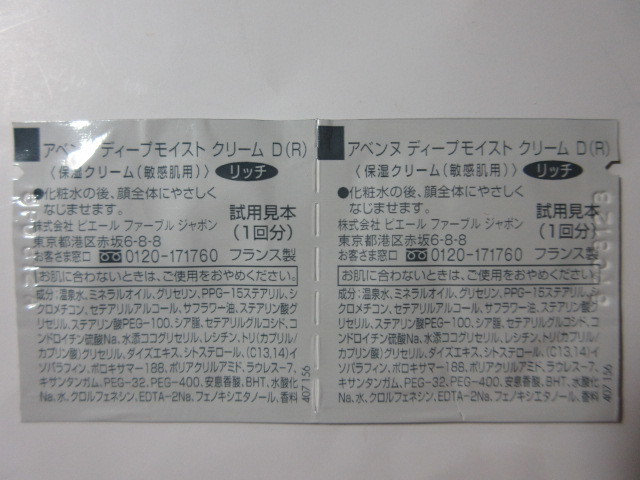 アベンヌ ディープモイスト クリーム D(R)
〈保湿クリーム(敏感肌用)〉 リッチ
●化粧水の後、顔全体にやさしく
なじませます。
試用見本
(1回分)
株式会社 ピエール ファーブル ジャポン
東京都港区赤坂6-8-8
お客さま窓口 0120-171760 フランス製
お肌に合わないときは、ご使用をおやめください。
成分:温泉水、ミネラルオイル、グリセリン、PPG-15ステアリル、シ
クロメチコン、セテアリルアルコール、サフラワー油、ステアリン酸グ
リセリル、ステアリン酸PEG-100、シア脂、セテアリルグルコシド、コ
ンドロイチン硫酸Na、水添ココグリセリル、レシチン、トリ(カプリル/
カプリン酸)グリセリル、ダイズエキス、シトステロール、(C13,14)イ
ソパラフィン、ポロキサマー188、ポリアクリルアミド、ラウレス-7、
キサンタンガム、PEG-32、PEG-400、安息香酸、BHT、水酸化
Na、水、クロルフェネシン、EDTA-2Na、フェノキシエタノール、香料
407 156
アベンヌ ディープモイスト クリーム D(R)
〈保湿クリーム(敏感肌用)〉 リッチ
●化粧水の後、顔全体にやさしく
なじませます。
試用見本
(1回分)
株式会社 ピエール ファーブル ジャポン
東京都港区赤坂6-8-8
お客さま窓口 0120-171760 フランス製
お肌に合わないときは、ご使用をおやめください。
成分:温泉水、ミネラルオイル、グリセリン、PPG-15ステアリル、シ
クロメチコン、セテアリルアルコール、サフラワー油、ステアリン酸グ
リセリル、ステアリン酸PEG-100、シア脂、セテアリルグルコシド、コ
ンドロイチン硫酸Na、水添ココグリセリル、レシチン、トリ(カプリル/
カプリン酸)グリセリル、ダイズエキス、シトステロール、(C13,14)イ
ソパラフィン、ポロキサマー188、ポリアクリルアミド、ラウレス-7、
キサンタンガム、PEG-32、PEG-400、安息香酸、BHT、水酸化
Na、水、クロルフェネシン、EDTA-2Na、フェノキシエタノール、香料
407 156